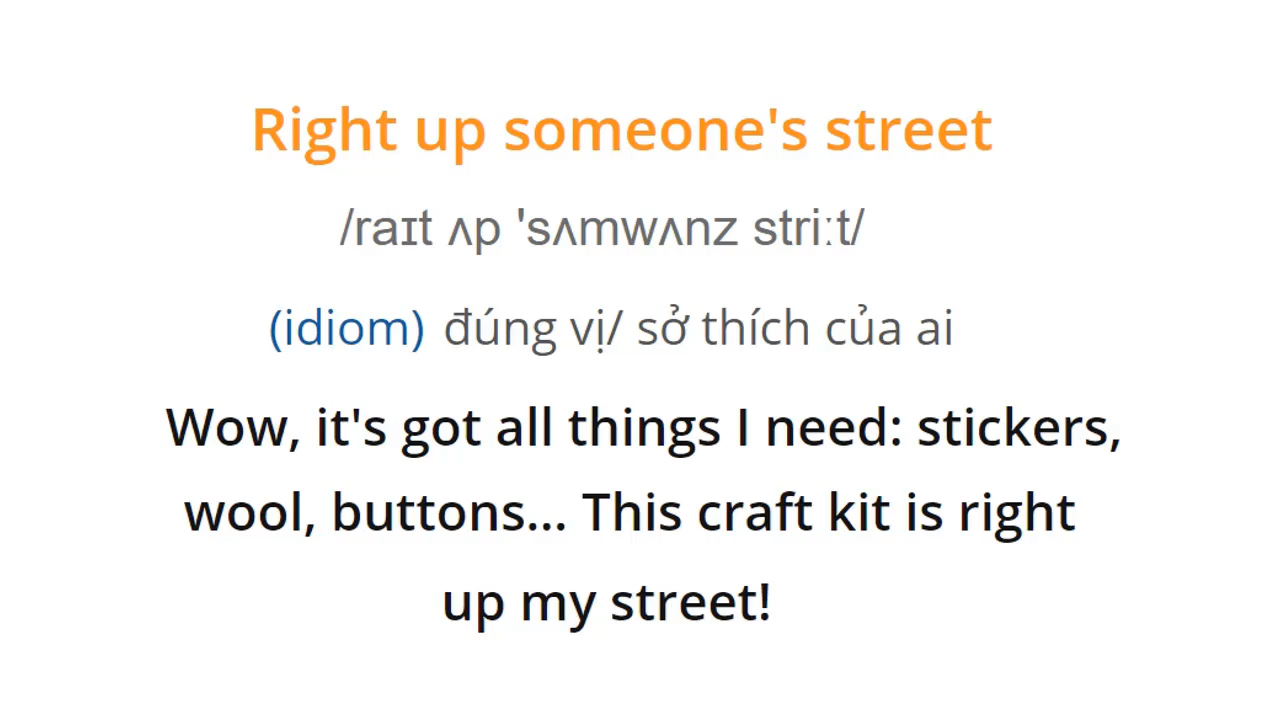 Right up someone's street
/raɪt ʌp 'sʌmwʌnz striːt/
(idiom) đúng vị/ sở thích của ai
Wow, it's got all things I need: stickers,
wool, buttons... This craft kit is right
up my street!